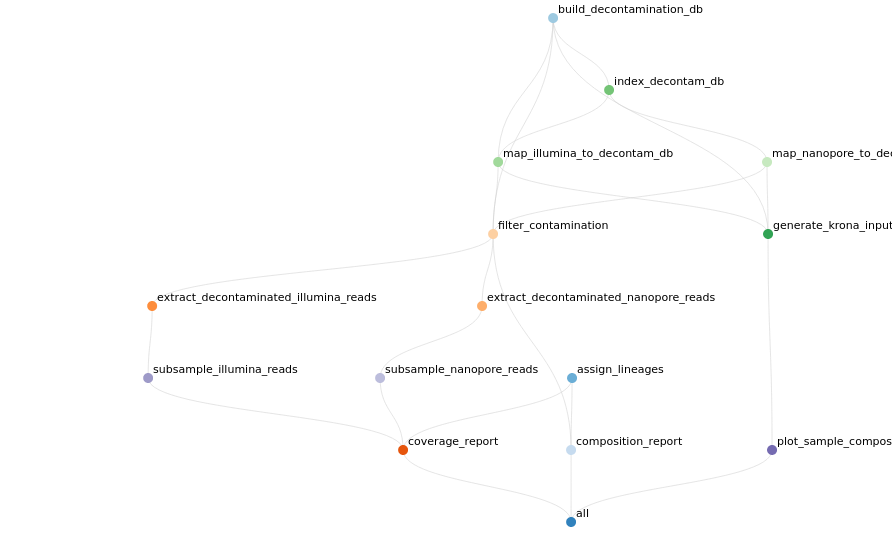 build_decontamination_db
index_decontam_db
map_illumina_to_decontam_db
map_nanopore_to_dec
filter_contamination
generate_krona_input
extract_decontaminated_illumina_reads
extract_decontaminated_nanopore_reads
subsample_illumina_reads
subsample_nanopore_reads
assign_lineages
coverage_report
composition_report
plot_sample_compos
all